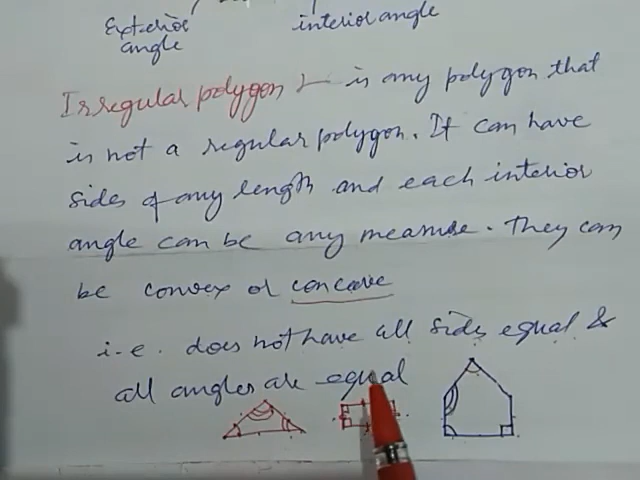 Exterior
angle
interior angle
Irregular polygon :- is any polygon that
is not a regular polygon. It can have
sides of any length and each interior
angle can be any measure. They can
be convex or concave
i.e. does not have all sides equal &
all angles are equal